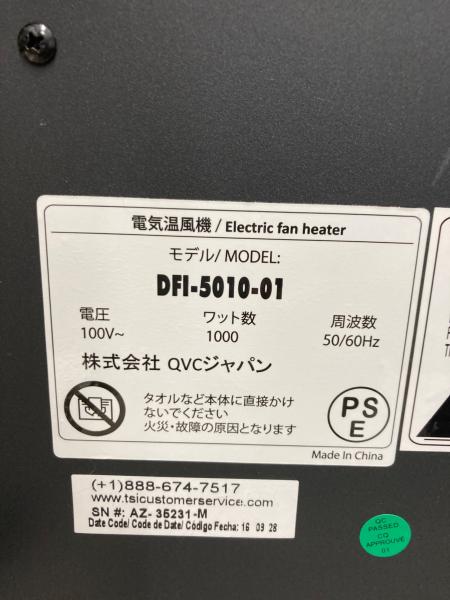 電気温風機 / Electric fan heater
モデル/ MODEL:
DFI-5010-01
電圧 ワット数 周波数
100V~ 1000 50/60Hz
株式会社 QVCジャパン
タオルなど本体に直接かけ
ないでください
火災・故障の原因となります
PS
E
Made In China
(+1)888-674-7517
www.tsicustomerservice.com
SN #: AZ- 35231-M
Date Code/ Code de Date/ Código Fecha: 16 09 28
QC
PASSED
CQ
APPROUVÉ
01